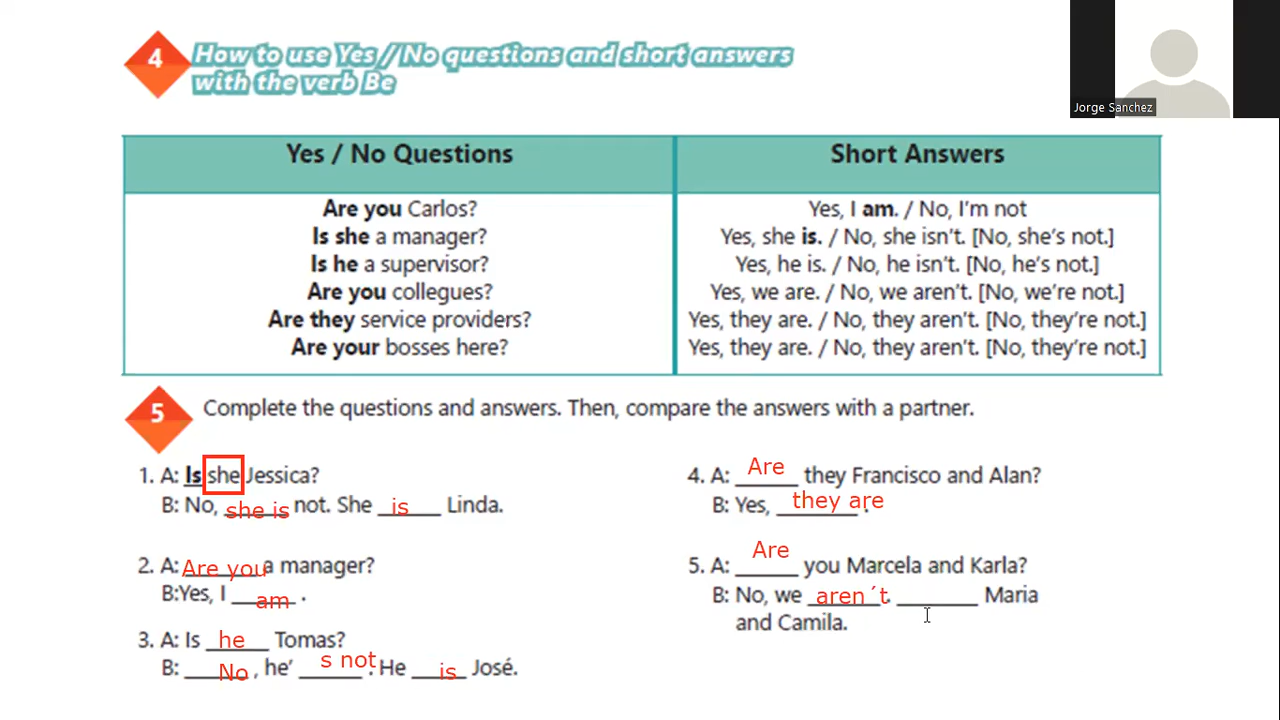 4 How to use Yes / No questions and short answers
with the verb Be
Jorge Sanchez
Yes / No Questions Short Answers
Are you Carlos? Yes, I am. / No, I'm not
Is she a manager? Yes, she is. / No, she isn't. [No, she's not.]
Is he a supervisor? Yes, he is. / No, he isn't. [No, he's not.]
Are you collegues? Yes, we are. / No, we aren't. [No, we're not.]
Are they service providers? Yes, they are. / No, they aren't. [No, they're not.]
Are your bosses here? Yes, they are. / No, they aren't. [No, they're not.]
5 Complete the questions and answers. Then, compare the answers with a partner.
1. A: Is she Jessica?
B: No, she is not. She is Linda.
2. A: Are you a manager?
B:Yes, I am .
3. A: Is he Tomas?
B: No , he' s not . He is José.
4. A: Are they Francisco and Alan?
B: Yes, they are .
5. A: Are you Marcela and Karla?
B: No, we aren´t. ________ Maria
and Camila.